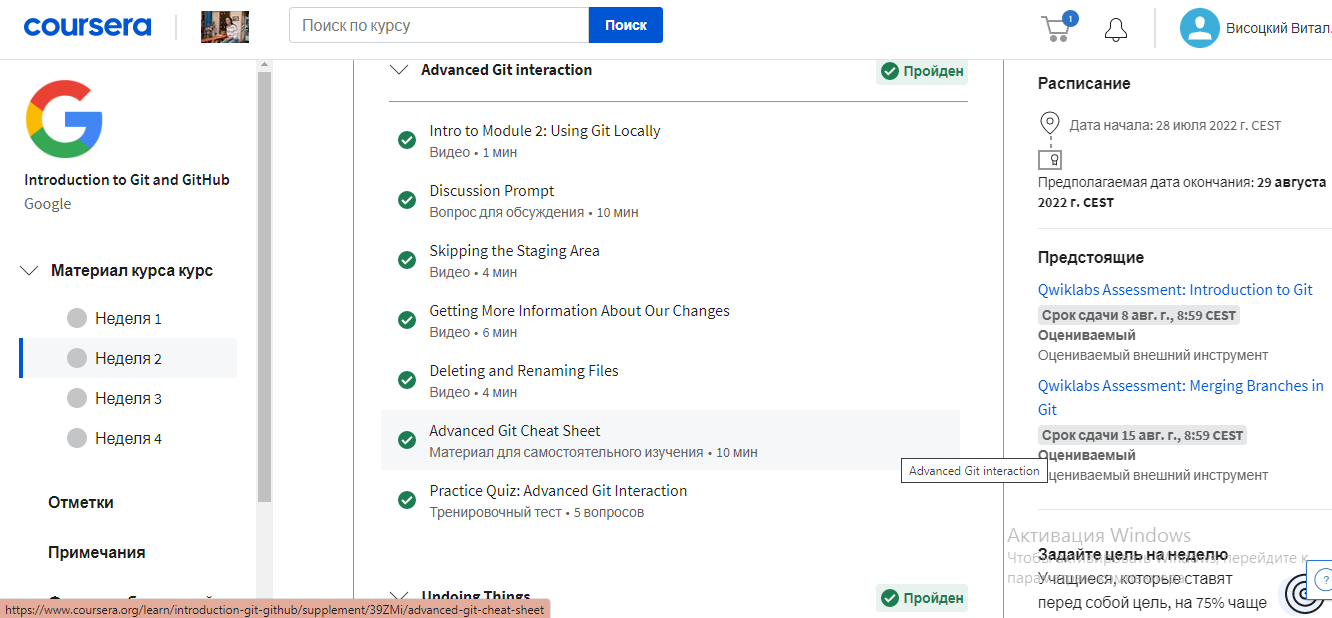 coursera
Поиск по курсу
Поиск
1
Високций Витал.
Introduction to Git and GitHub
Google
Материал курса курс
Неделя 1
Неделя 2
Неделя 3
Неделя 4
Отметки
Примечания
Advanced Git interaction
Пройден
Intro to Module 2: Using Git Locally
Видео • 1 мин
Discussion Prompt
Вопрос для обсуждения • 10 мин
Skipping the Staging Area
Видео • 4 мин
Getting More Information About Our Changes
Видео • 6 мин
Deleting and Renaming Files
Видео • 4 мин
Advanced Git Cheat Sheet
Материал для самостоятельного изучения • 10 мин
Advanced Git interaction
Practice Quiz: Advanced Git Interaction
Тренировочный тест • 5 вопросов
Undoing Things
Пройден
Расписание
Дата начала: 28 июля 2022 г. CEST
Предполагаемая дата окончания: 29 августа
2022 г. CEST
Предстоящие
Qwiklabs Assessment: Introduction to Git
Срок сдачи 8 авг. г., 8:59 CEST
Оцениваемый
Оцениваемый внешний инструмент
Qwiklabs Assessment: Merging Branches in
Git
Срок сдачи 15 авг. г., 8:59 CEST
Оцениваемый
Оцениваемый внешний инструмент
Активация Windows
Чтобы активировать Windows, перейдите к
Задайте цель на неделю
Учащиеся, которые ставят
перед собой цель, на 75% чаще
?
https://www.coursera.org/learn/introduction-git-github/supplement/39ZMi/advanced-git-cheat-sheet